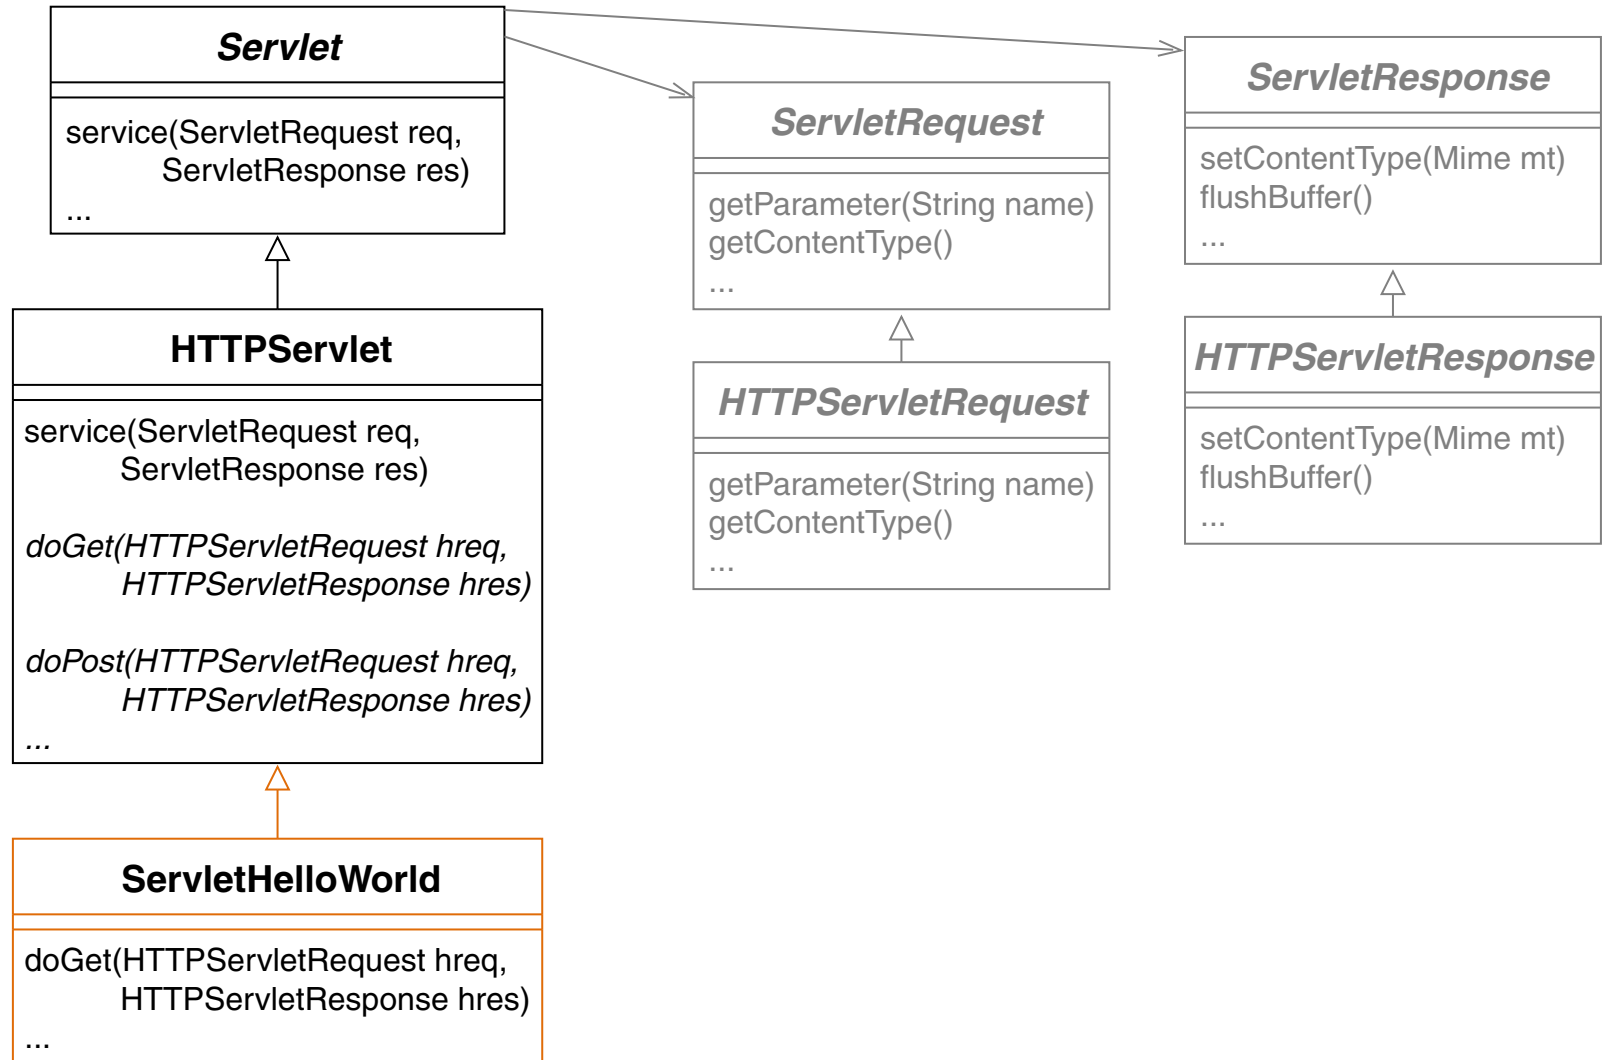 Servlet
service(ServletRequest req,
ServletResponse res)
...
HTTPServlet
service(ServletRequest req,
ServletResponse res)
doGet(HTTPServletRequest hreq,
HTTPServletResponse hres)
doPost(HTTPServletRequest hreq,
HTTPServletResponse hres)
...
ServletHelloWorld
doGet(HTTPServletRequest hreq,
HTTPServletResponse hres)
...
ServletRequest
getParameter(String name)
getContentType()
...
HTTPServletRequest
getParameter(String name)
getContentType()
...
ServletResponse
setContentType(Mime mt)
flushBuffer()
...
HTTPServletResponse
setContentType(Mime mt)
flushBuffer()
...